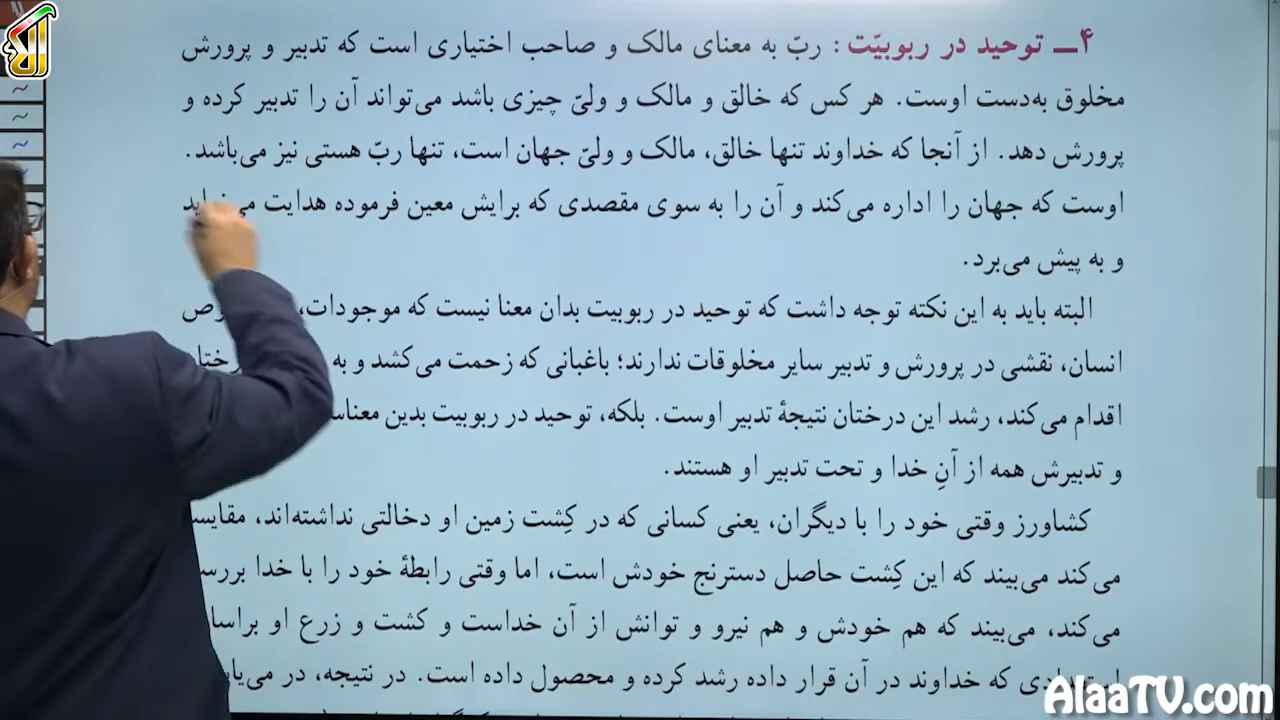 ۴ــ توحید در ربوبیّت : ربّ به معنای مالک و صاحب اختیاری است که تدبیر و پرورش
مخلوق به‌دست اوست. هر کس که خالق و مالک و ولیّ چیزی باشد می‌تواند آن را تدبیر کرده و
پرورش دهد. از آنجا که خداوند تنها خالق، مالک و ولیّ جهان است، تنها ربّ هستی نیز می‌باشد.
اوست که جهان را اداره می‌کند و آن را به سوی مقصدی که برایش معین فرموده هدایت
و به پیش می‌برد.
البته باید به این نکته توجه داشت که توحید در ربوبیت بدان معنا نیست که موجودات،
انسان، نقشی در پرورش و تدبیر سایر مخلوقات ندارند؛ باغبانی که زحمت می‌کشد و به
اقدام می‌کند، رشد این درختان نتیجهٔ تدبیر اوست. بلکه، توحید در ربوبیت بدین
و تدبیرش همه از آنِ خدا و تحت تدبیر او هستند.
کشاورز وقتی خود را با دیگران، یعنی کسانی که در کِشت زمین او دخالتی نداشته‌اند،
می‌کند می‌بیند که این کِشت حاصل دسترنج خودش است، اما وقتی رابطهٔ خود را با خدا
می‌کند، می‌بیند که هم خودش و هم نیرو و توانش از آن خداست و کشت و زرع او
که خداوند در آن قرار داده رشد کرده و محصول داده است. در نتیجه، در
AlaaTV.com